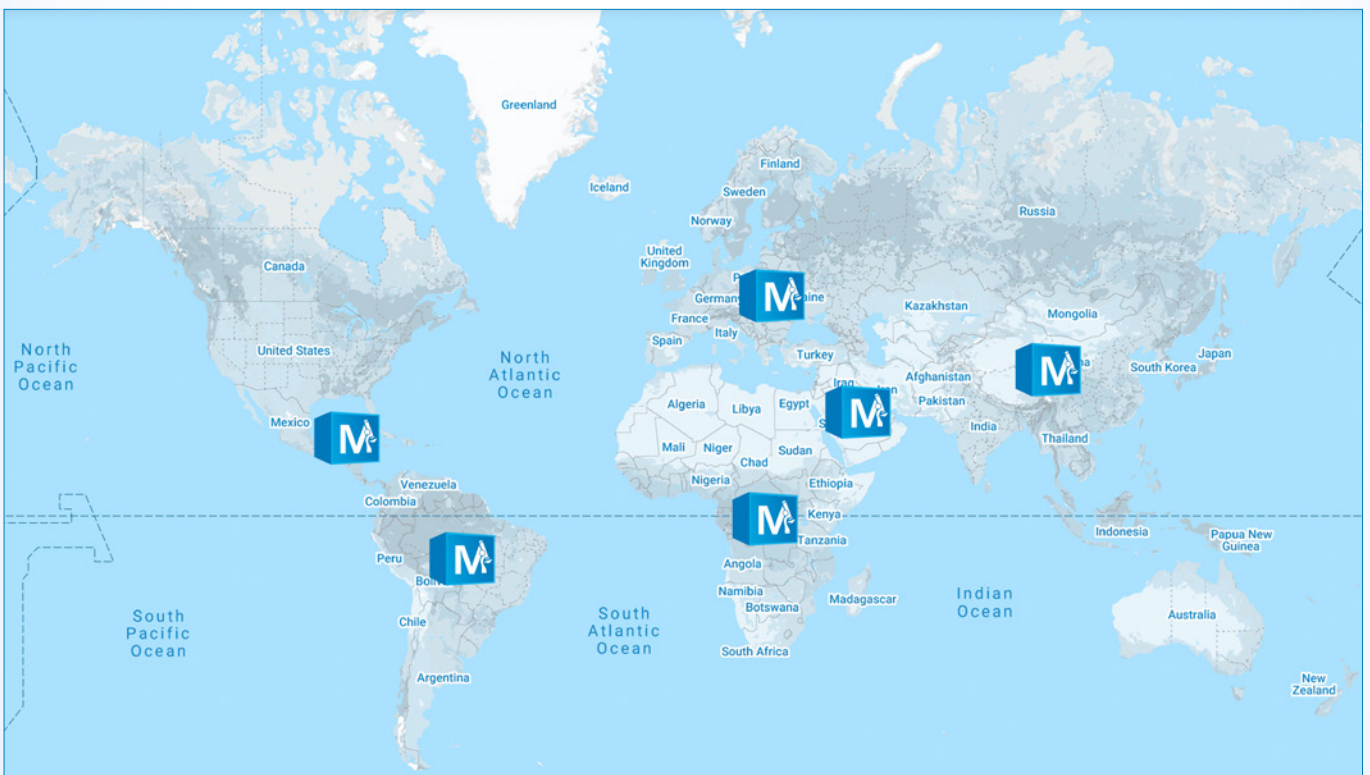 Greenland
Finland
Iceland
Sweden
Russia
Norway
United
Kingdom
Canada
M
Germany
Kazakhstan
Mongolia
France
Italy
Spain
United States
North
Pacific
Ocean
North
Atlantic
Ocean
Turkey
Japan
South Korea
M
Afghanistan
Iraq
Pakistan
Algeria
Libya
Egypt
M
Mexico
M
India
Thailand
Mali
Niger
Sudan
Chad
Venezuela
Nigeria
Ethiopia
Colombia
Kenya
M
Indonesia
Papua New
Guinea
Tanzania
Peru
M
Angola
Namibia
Botswana
Madagascar
Indian
Ocean
South
Pacific
Ocean
South
Atlantic
Ocean
Chile
Australia
South Africa
Argentina
New
Zealand